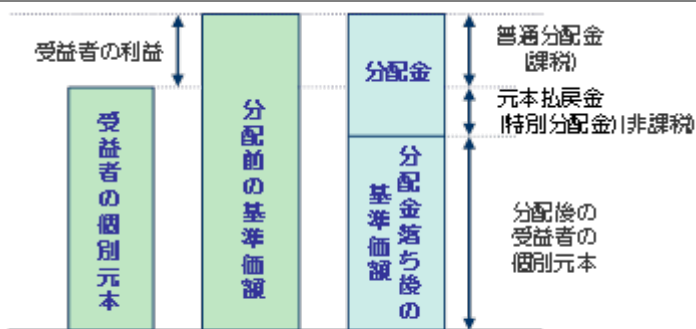 受益者の利益
受益者の個別元本
分配前の基準価額
分配金
分配金落ち後の
基準価額
普通分配金
(課税)
元本払戻金
(特別分配金)(非課税)
分配後の
受益者の
個別元本